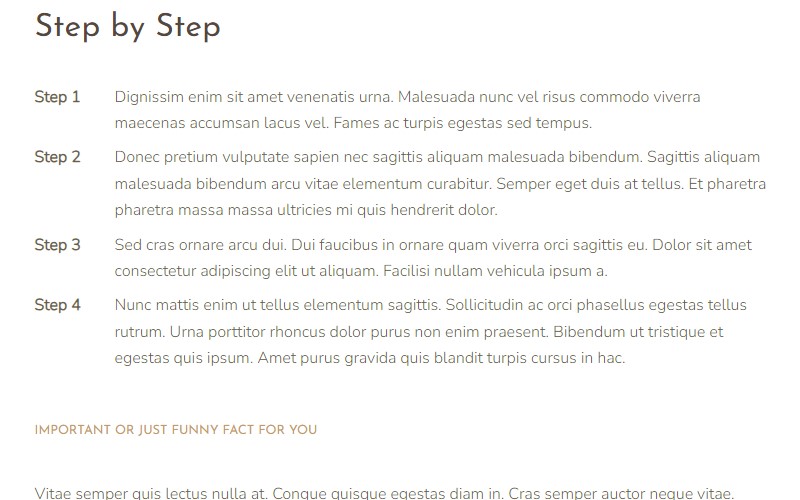 Step by Step
Step 1 Dignissim enim sit amet venenatis urna. Malesuada nunc vel risus commodo viverra
maecenas accumsan lacus vel. Fames ac turpis egestas sed tempus.
Step 2 Donec pretium vulputate sapien nec sagittis aliquam malesuada bibendum. Sagittis aliquam
malesuada bibendum arcu vitae elementum curabitur. Semper eget duis at tellus. Et pharetra
pharetra massa massa ultricies mi quis hendrerit dolor.
Step 3 Sed cras ornare arcu dui. Dui faucibus in ornare quam viverra orci sagittis eu. Dolor sit amet
consectetur adipiscing elit ut aliquam. Facilisi nullam vehicula ipsum a.
Step 4 Nunc mattis enim ut tellus elementum sagittis. Sollicitudin ac orci phasellus egestas tellus
rutrum. Urna porttitor rhoncus dolor purus non enim praesent. Bibendum ut tristique et
egestas quis ipsum. Amet purus gravida quis blandit turpis cursus in hac.
IMPORTANT OR JUST FUNNY FACT FOR YOU
Vitae semper quis lectus nulla at. Congue quisque egestas diam in. Cras semper auctor neque vitae.